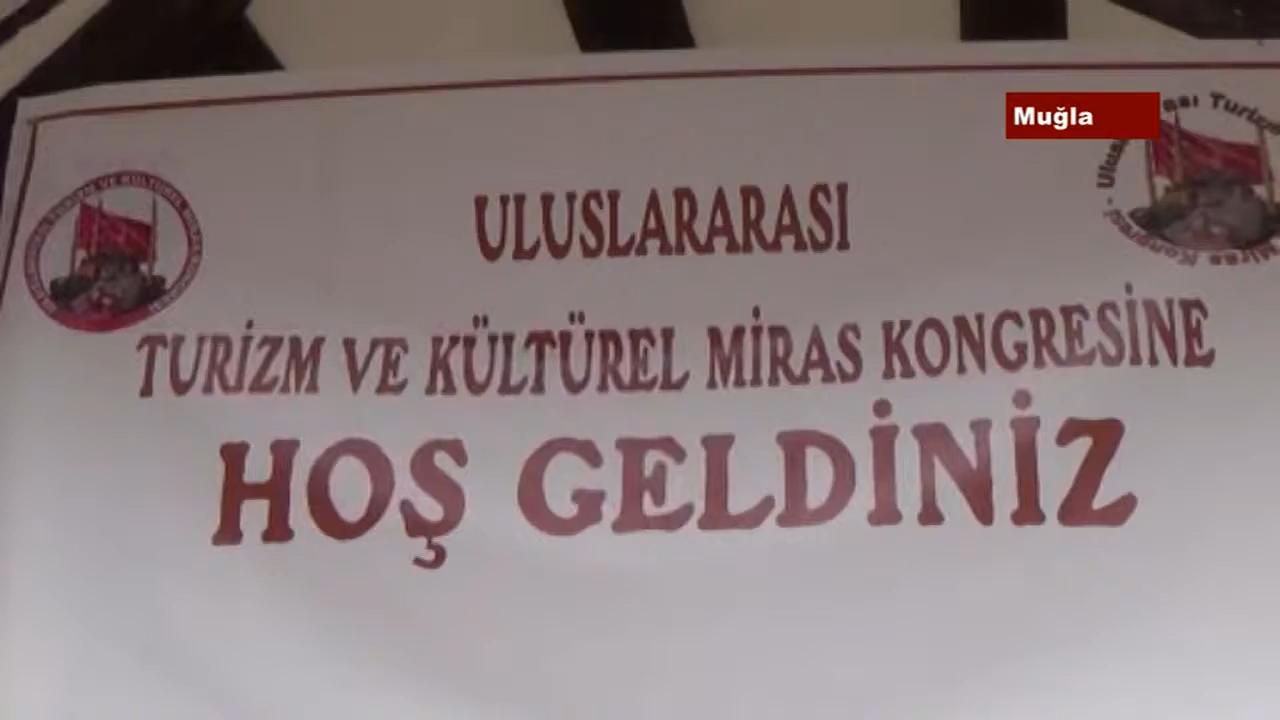 Muğla
ULUSLARARASI
TURİZM VE KÜLTÜREL MİRAS KONGRESİNE
HOŞ GELDİNİZ